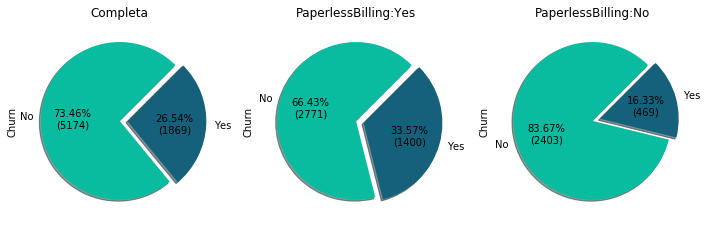 Completa
Churn
No
73.46%
(5174)
26.54%
(1869)
Yes
PaperlessBilling:Yes
Churn
No
66.43%
(2771)
33.57%
(1400)
Yes
PaperlessBilling:No
Churn
No
83.67%
(2403)
16.33%
(469)
Yes